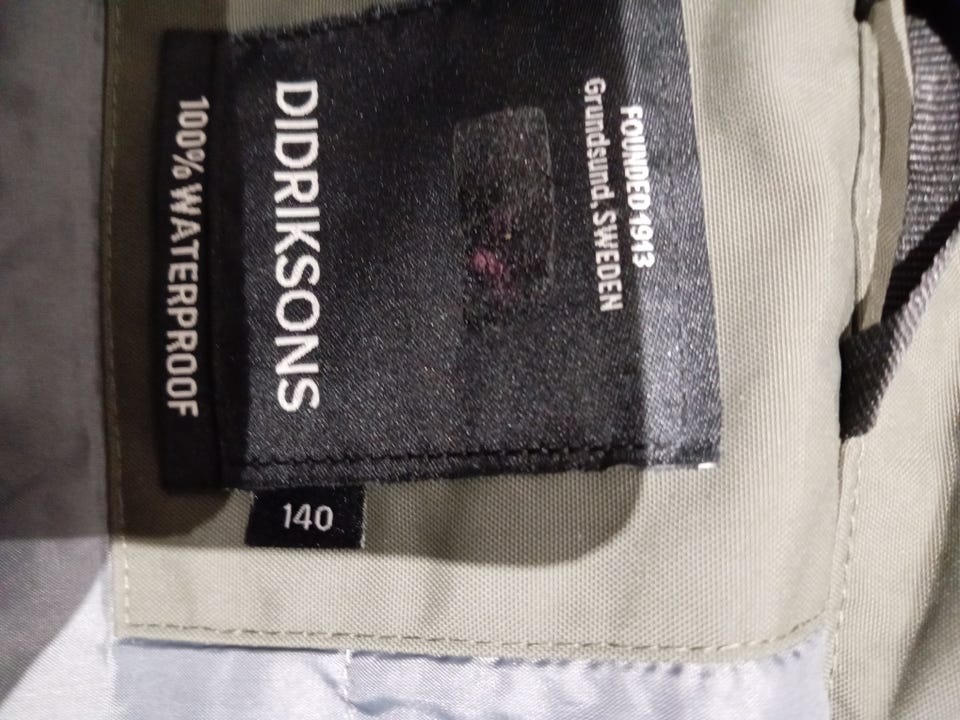 FOUNDED 1913
Grundsund, SWEDEN
DIDRIKSONS
100% WATERPROOF
140